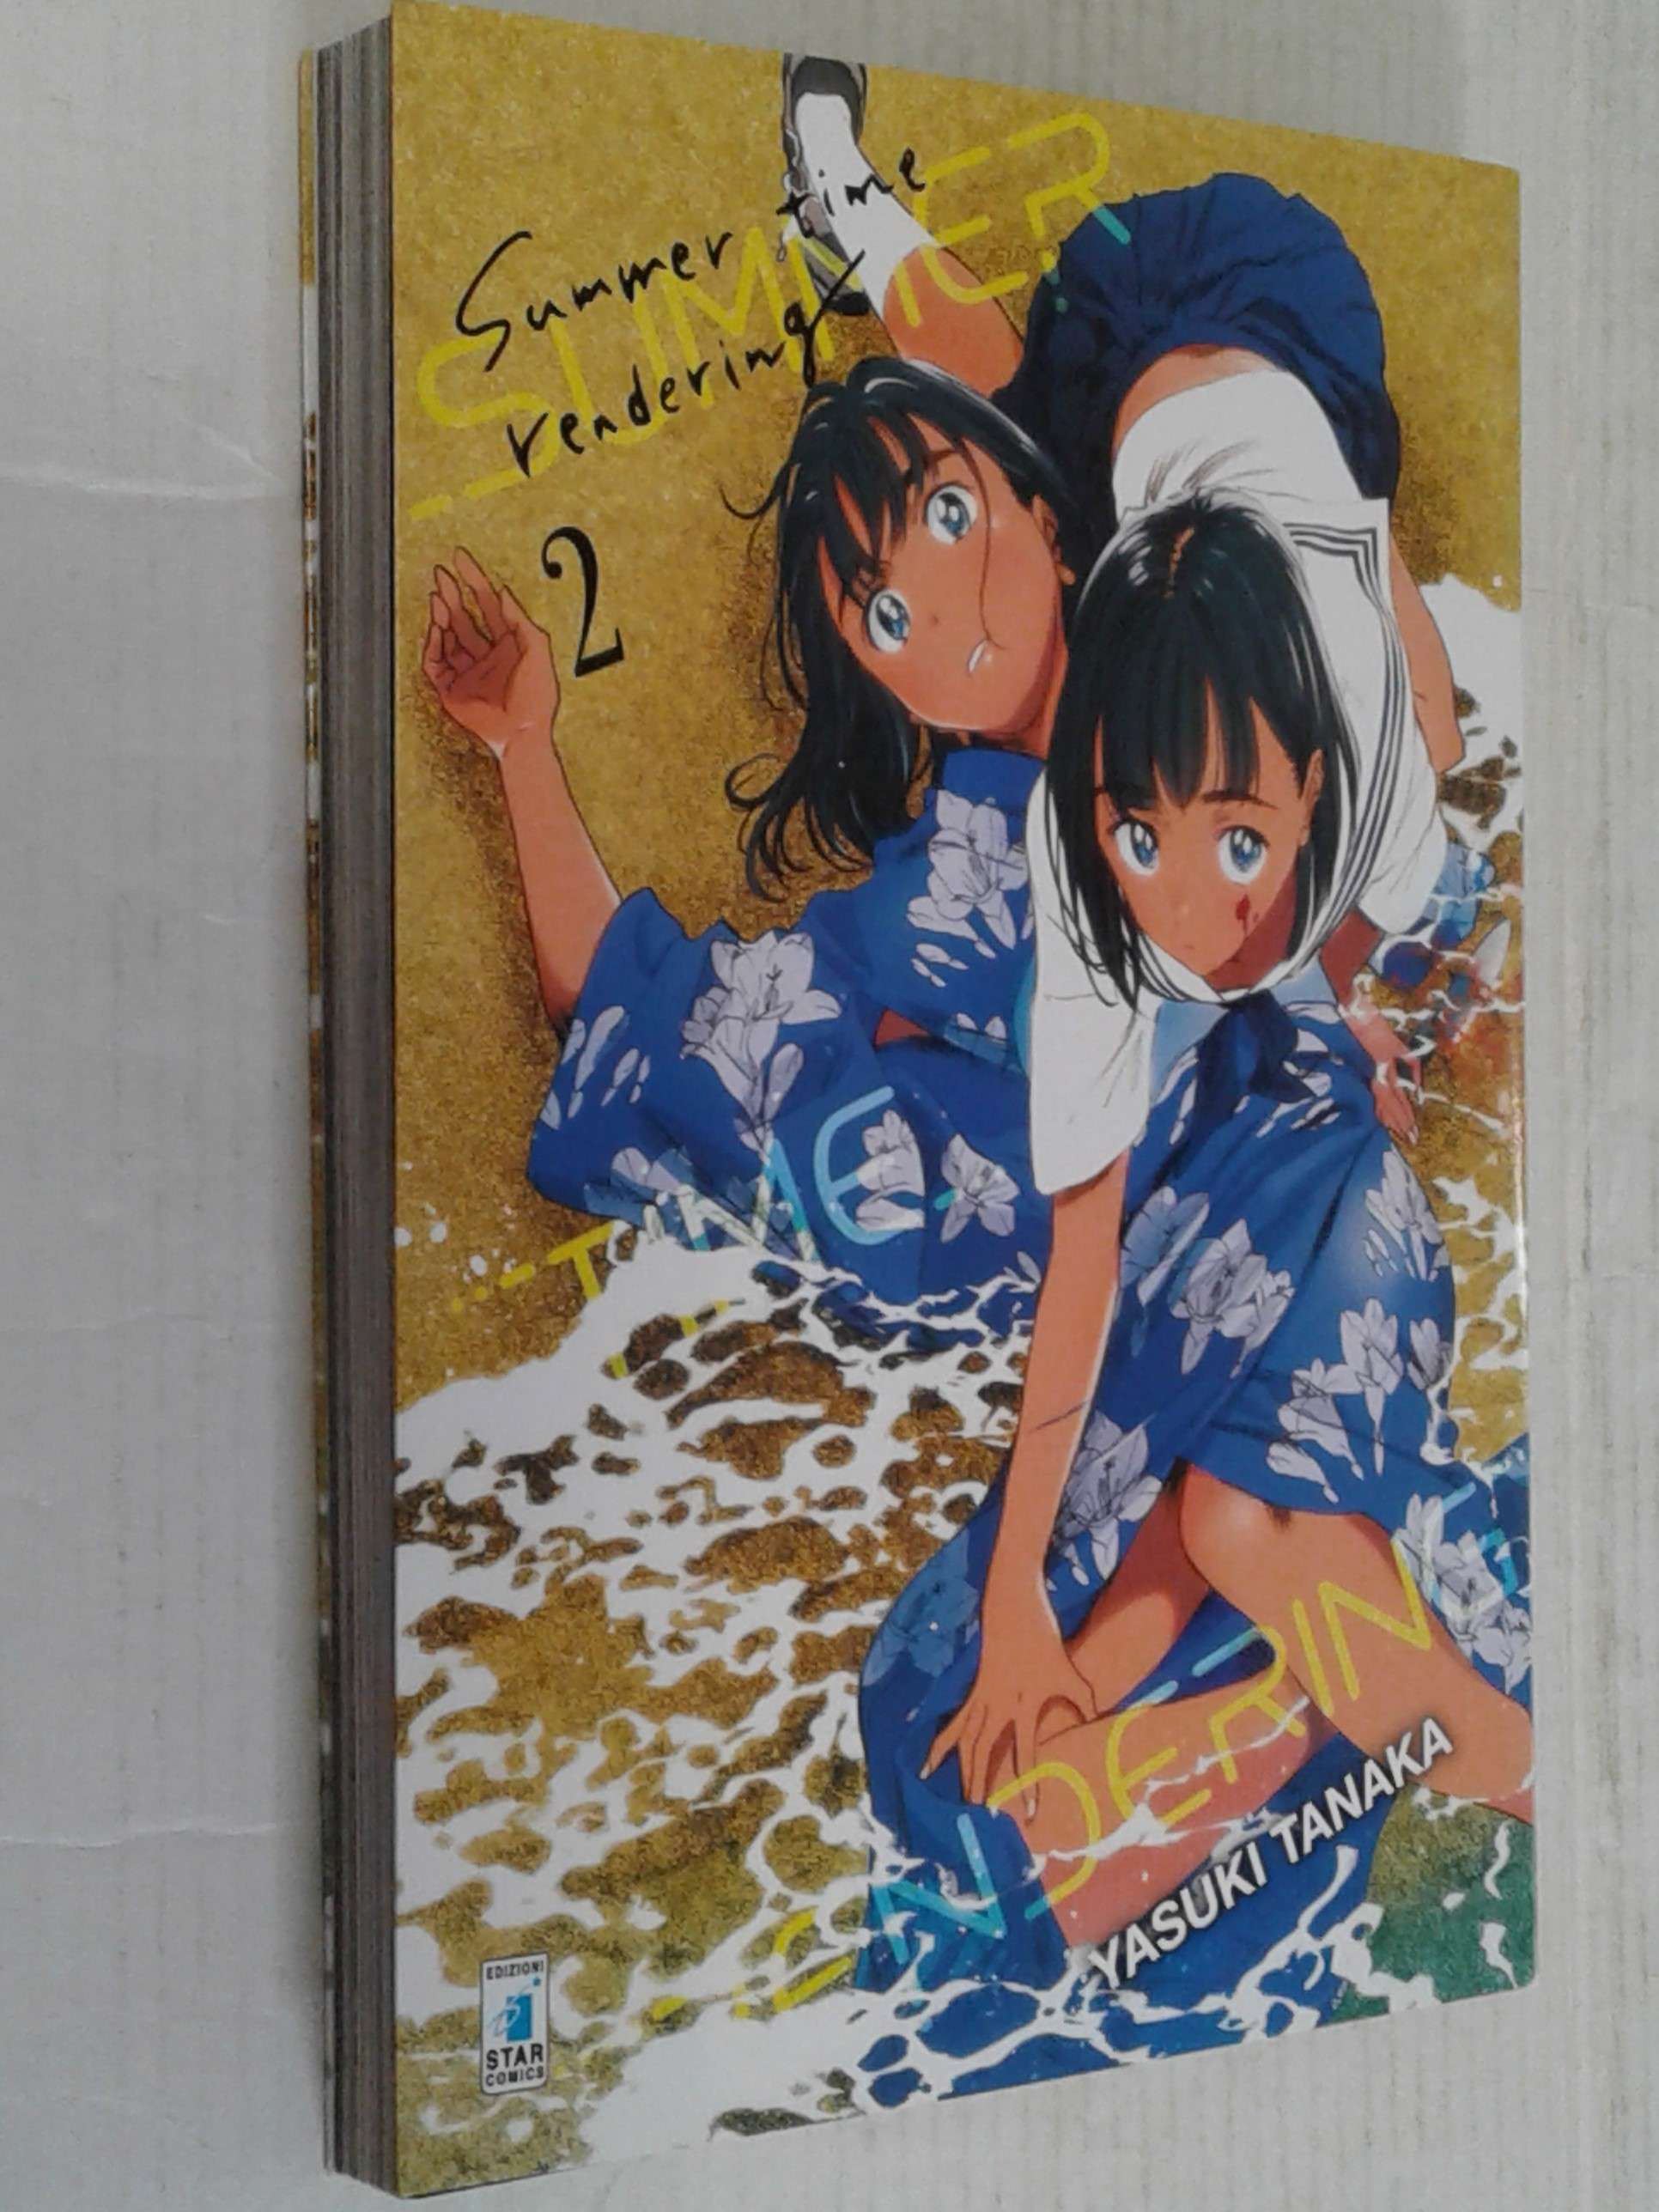 Summer time
rendering
2
SUMMER
TIME
RENDERING
YASUKI TANAKA
EDIZIONI
STAR
COMICS